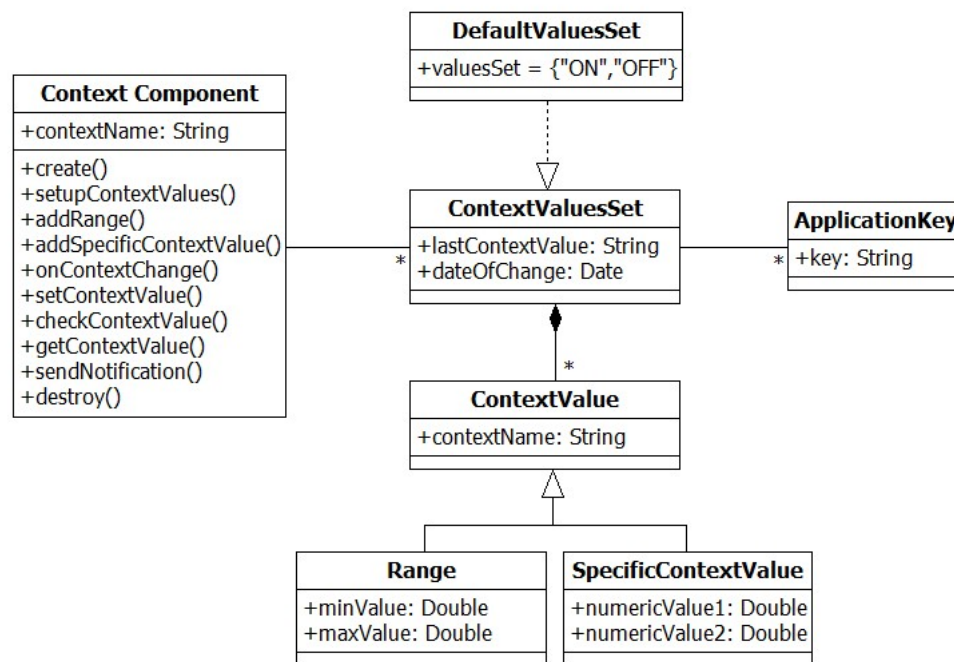 DefaultValuesSet
+valuesSet = {"ON","OFF"}
Context Component
+contextName: String
+create()
+setupContextValues()
+addRange()
+addSpecificContextValue()
+onContextChange()
+setContextValue()
+checkContextValue()
+getContextValue()
+sendNotification()
+destroy()
*
ContextValuesSet
+lastContextValue: String
+dateOfChange: Date
*
ApplicationKey
+key: String
*
ContextValue
+contextName: String
Range
+minValue: Double
+maxValue: Double
SpecificContextValue
+numericValue1: Double
+numericValue2: Double